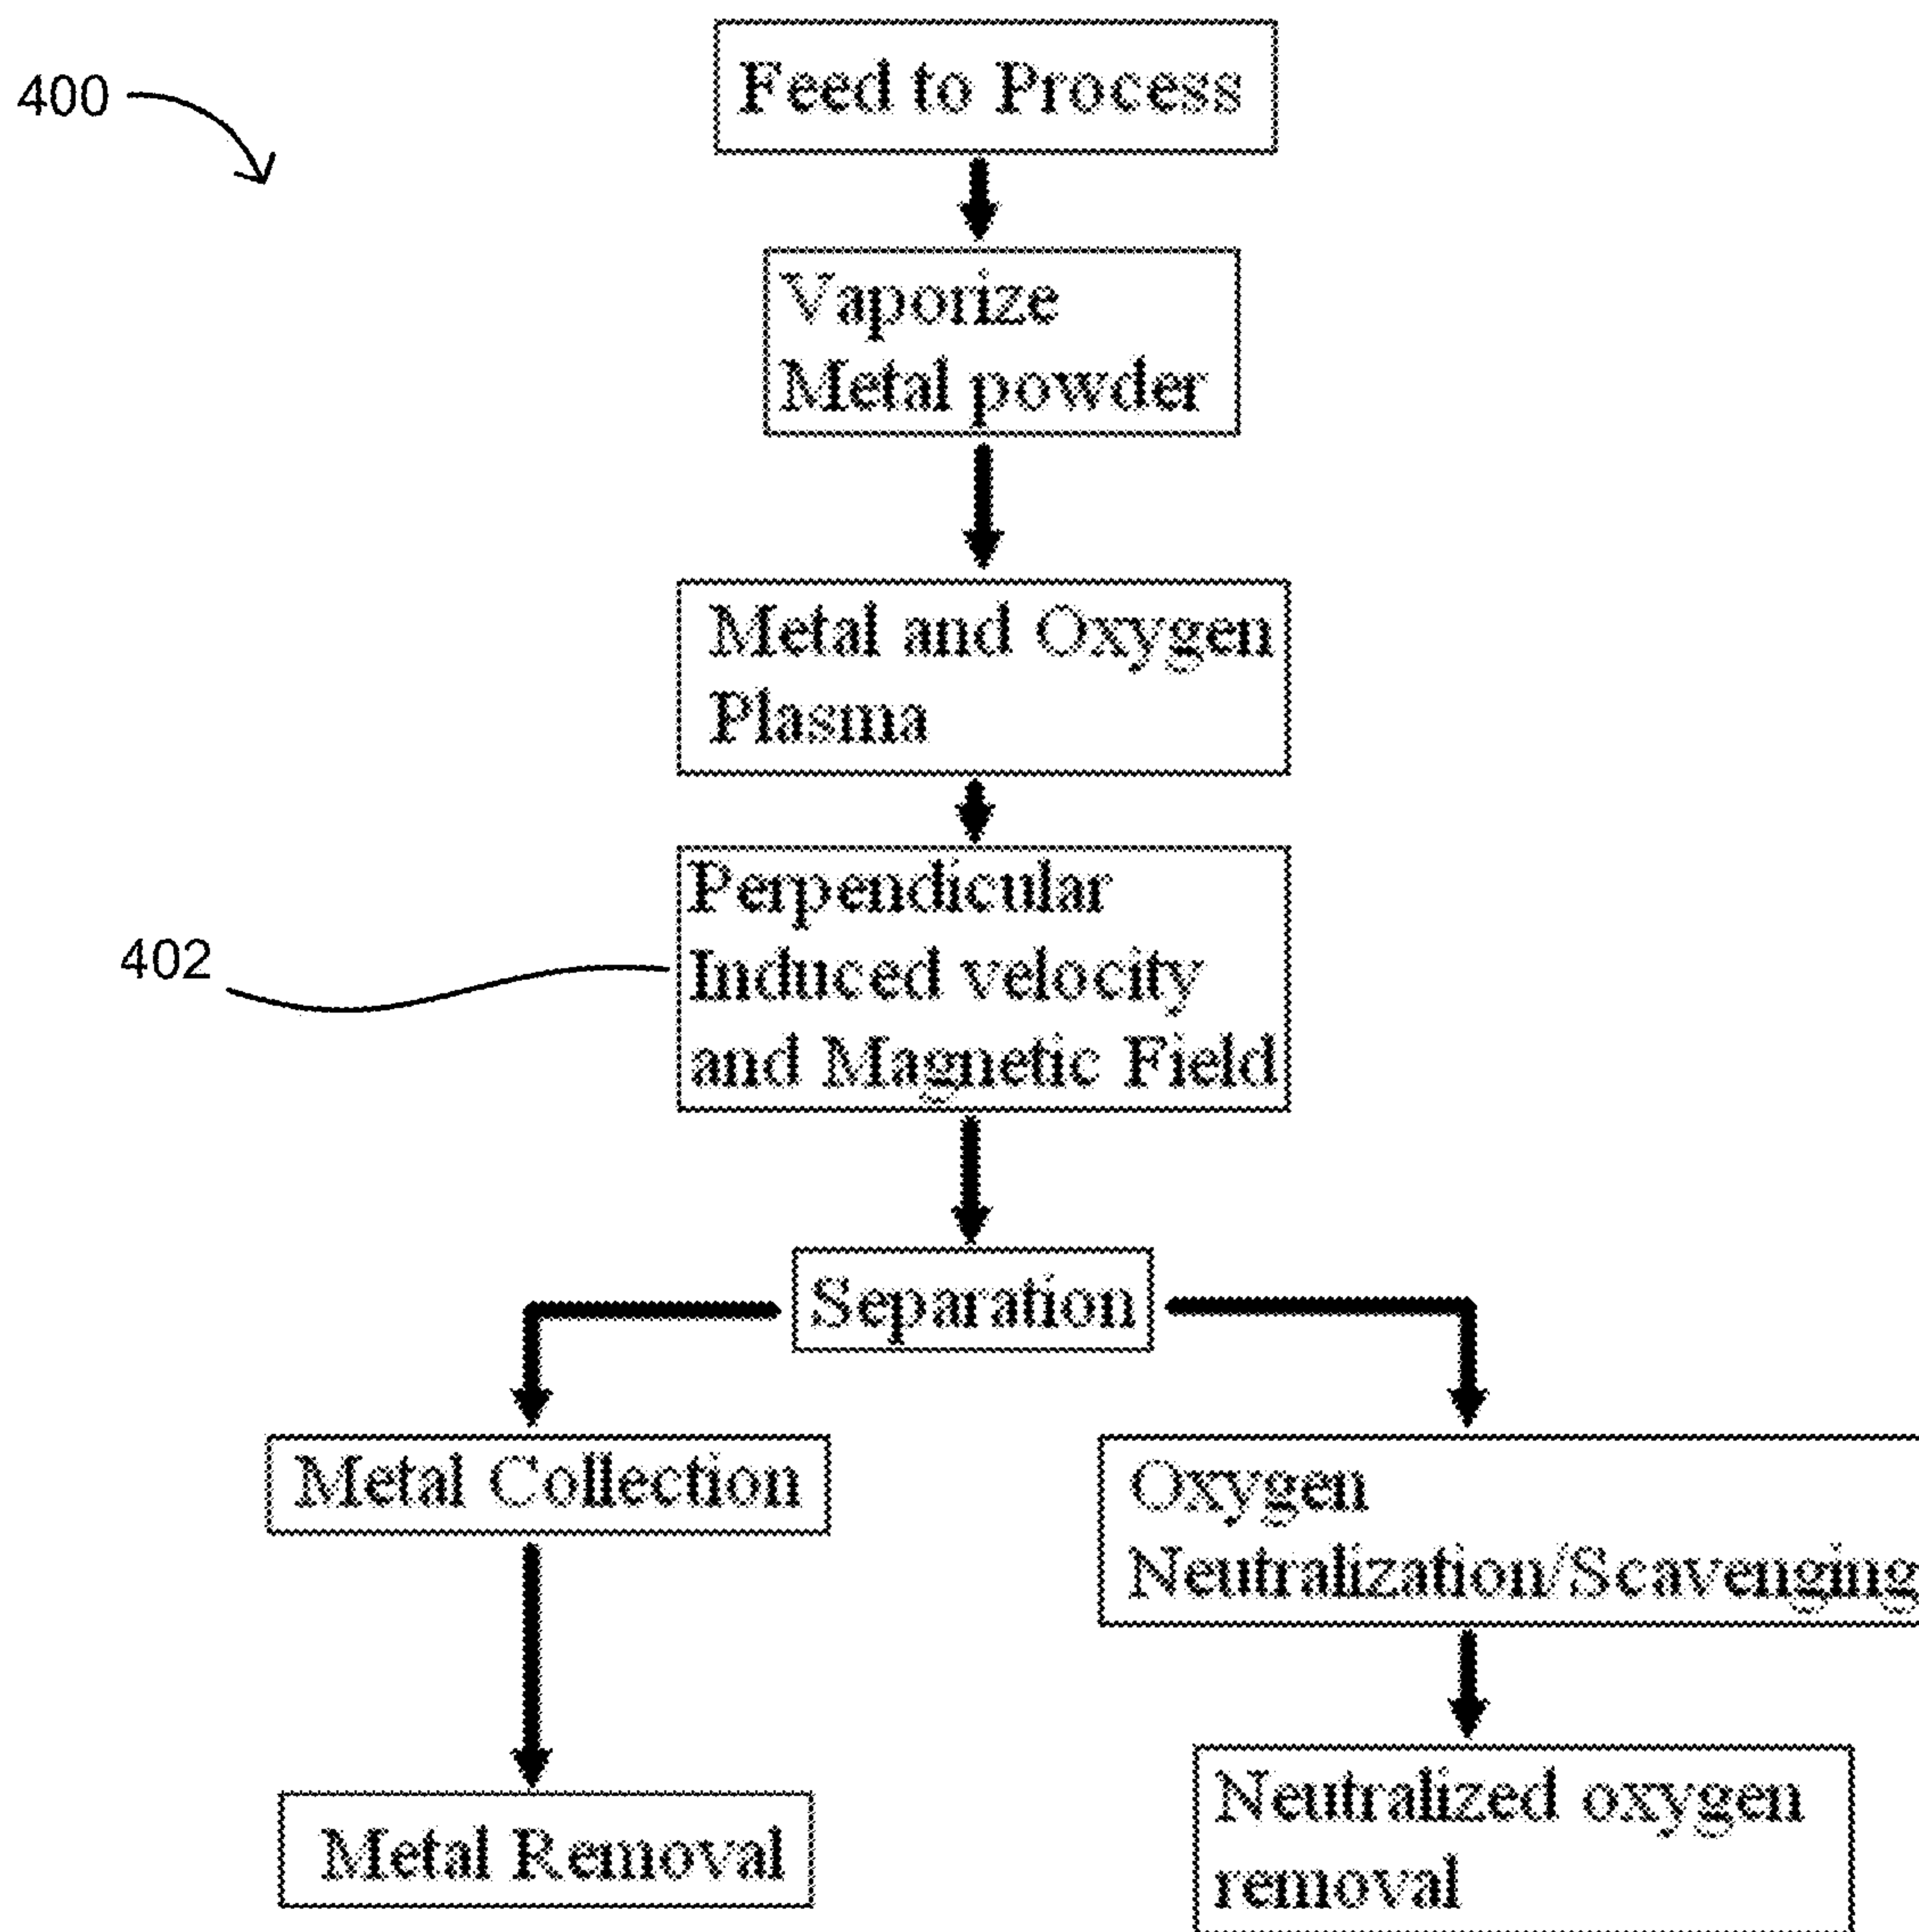 400
Feed to Process
Vaporize
Metal powder
Metal and Oxygen
Plasma
402
Perpendicular
Induced velocity
and Magnetic Field
Separation
Metal Collection
Oxygen
Neutralization/Scavenging
Metal Removal
Neutralized oxygen
removal